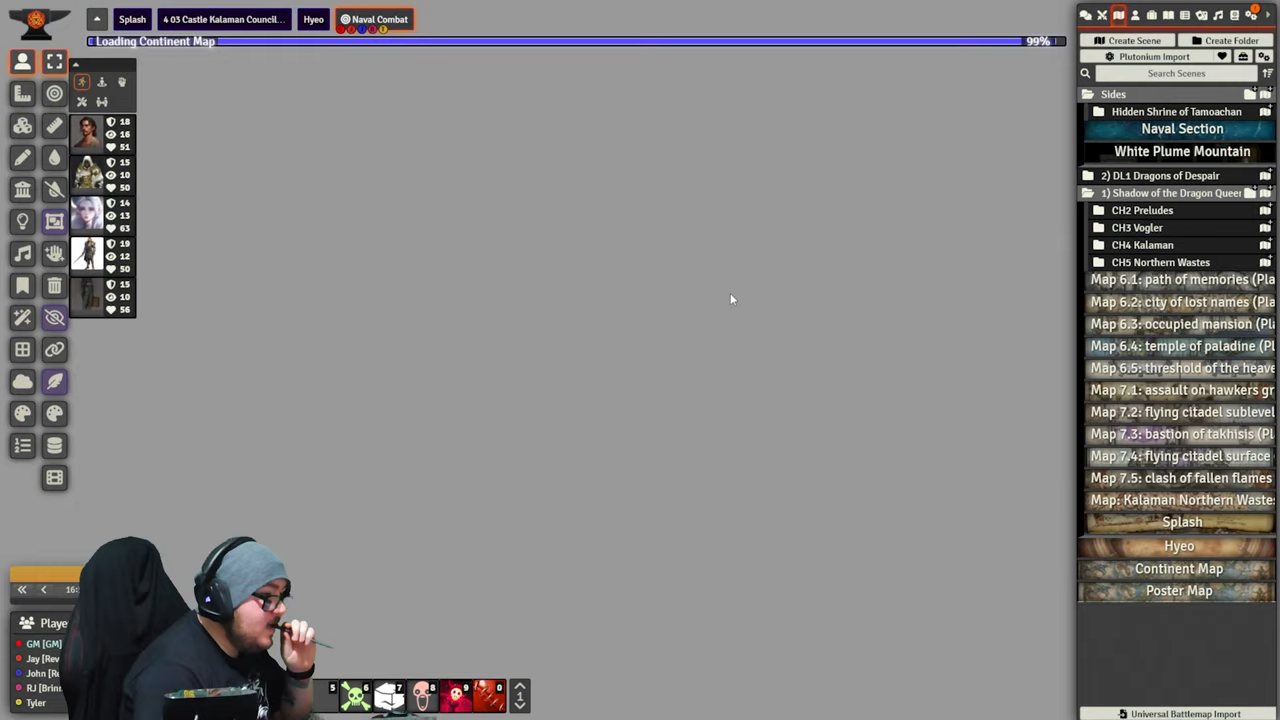 Splash
4 03 Castle Kalaman Council...
Hyeo
Naval Combat
Loading Continent Map
99%
18
16
51
15
10
50
14
13
63
19
12
50
15
10
56
Create Scene
Create Folder
Plutonium Import
Search Scenes
Sides
Hidden Shrine of Tamoachan
Naval Section
White Plume Mountain
2) DL1 Dragons of Despair
1) Shadow of the Dragon Queen
CH2 Preludes
CH3 Vogler
CH4 Kalaman
CH5 Northern Wastes
Map 6.1: path of memories (Pla
Map 6.2: city of lost names (Pla
Map 6.3: occupied mansion (Pl
Map 6.4: temple of paladine (Pl
Map 6.5: threshold of the heave
Map 7.1: assault on hawkers gr
Map 7.2: flying citadel sublevel
Map 7.3: bastion of takhisis (Pl
Map 7.4: flying citadel surface
Map 7.5: clash of fallen flames
Map: Kalaman Northern Waste
Splash
Hyeo
Continent Map
Poster Map
Universal Battlemap Import
16:
Playe
GM [GM]
Jay [Rev
John [Re
RJ [Brinn
Tyler
5
6
7
8
9
0
1